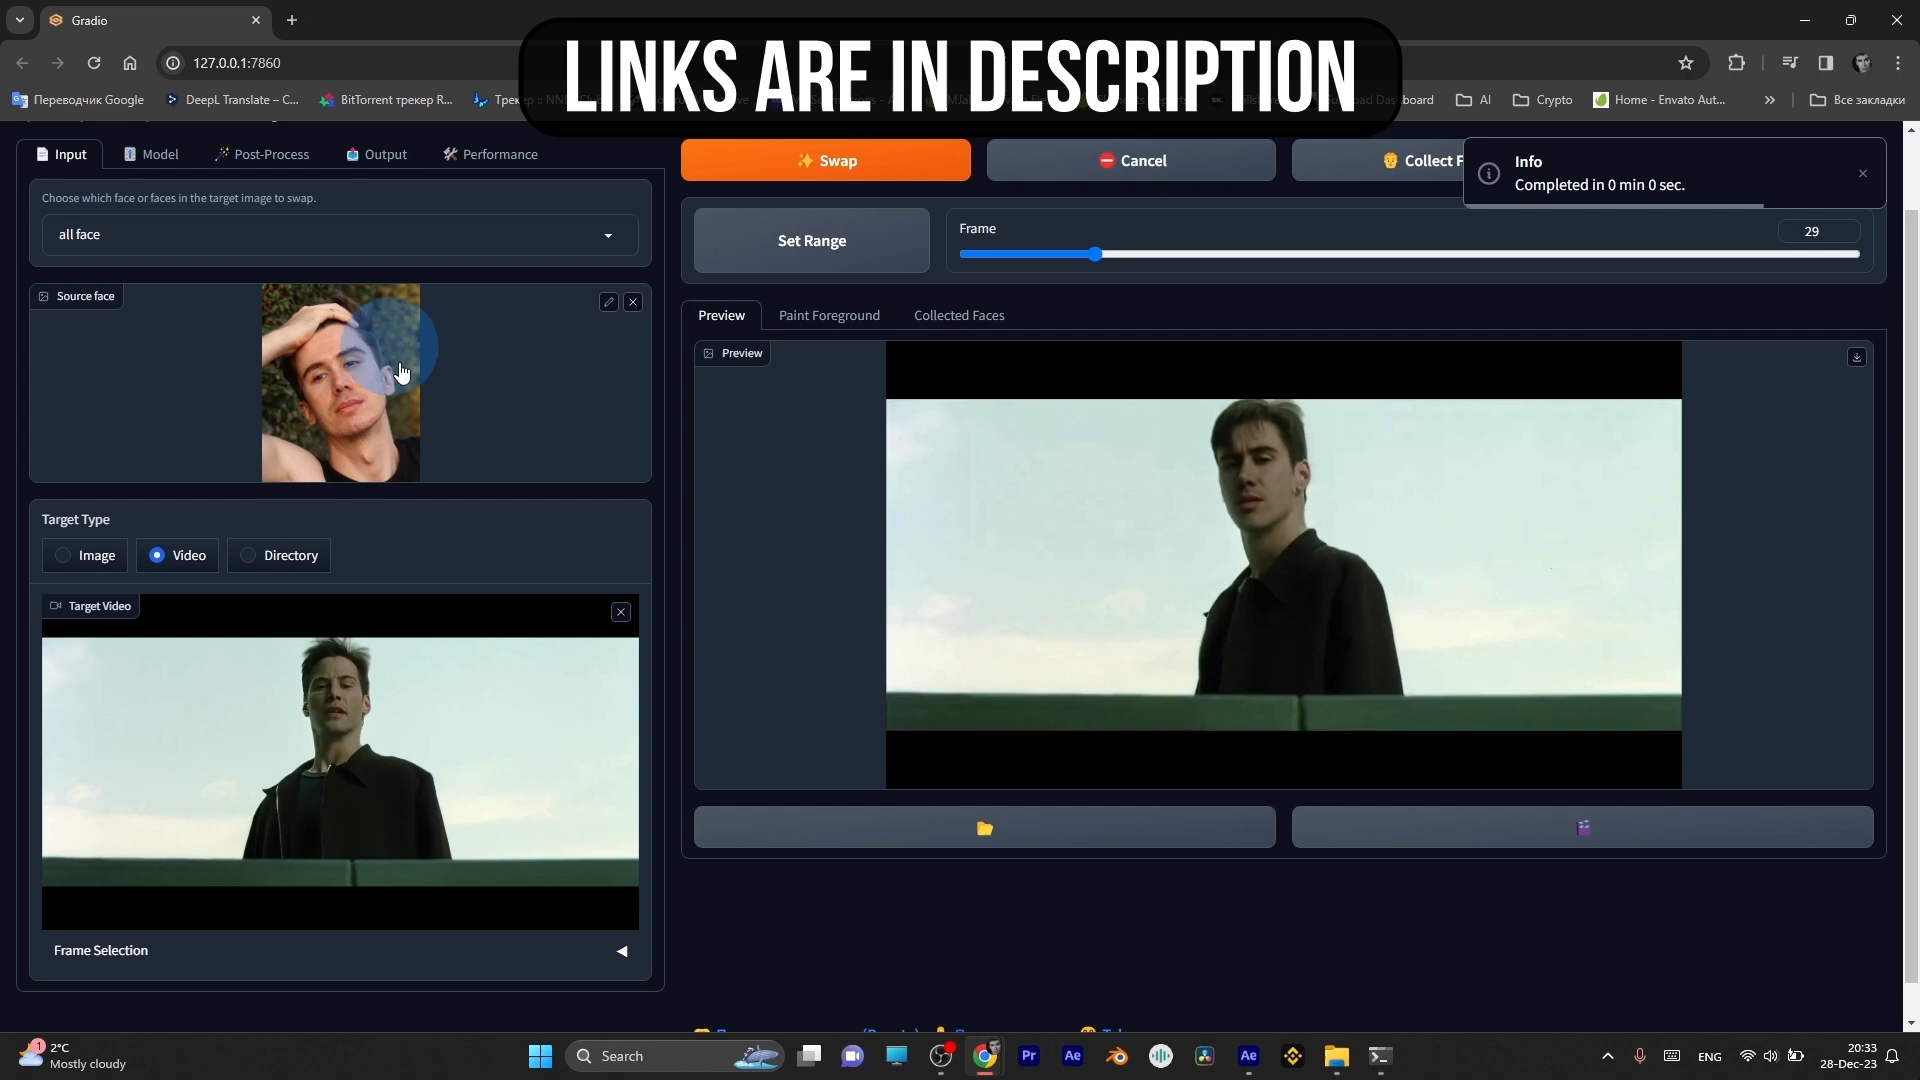 Gradio
LINKS ARE IN DESCRIPTION
127.0.0.1:7860
Переводчик Google
DeepL Translate – C...
BitTorrent трекер R...
AI
Crypto
Home - Envato Aut...
Все закладки
Input
Model
Post-Process
Output
Performance
Swap
Cancel
Collect F
Info
Completed in 0 min 0 sec.
Choose which face or faces in the target image to swap.
all face
Set Range
Frame
29
Source face
Preview
Paint Foreground
Collected Faces
Preview
Target Type
Image
Video
Directory
Target Video
Frame Selection
1
2°C
Mostly cloudy
Search
Pr
Ae
Ae
ENG
20:33
28-Dec-23